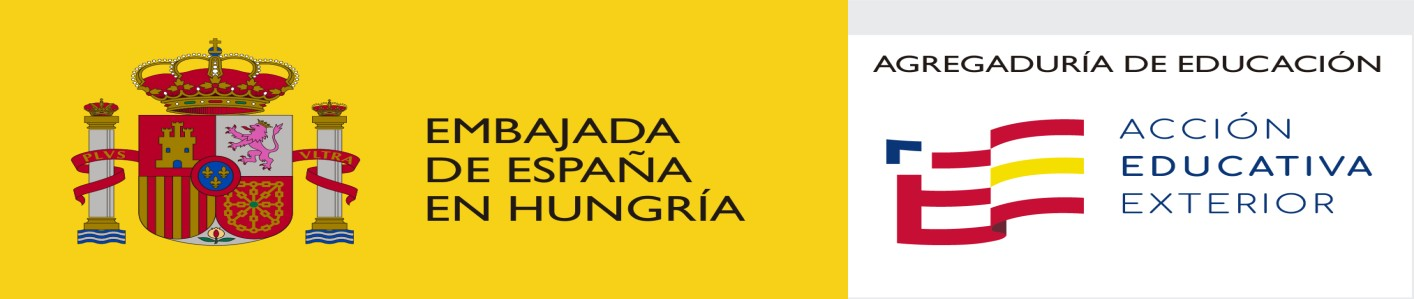 PLVS VLTRA
EMBAJADA
DE ESPAÑA
EN HUNGRÍA
AGREGADURÍA DE EDUCACIÓN
ACCIÓN
EDUCATIVA
EXTERIOR